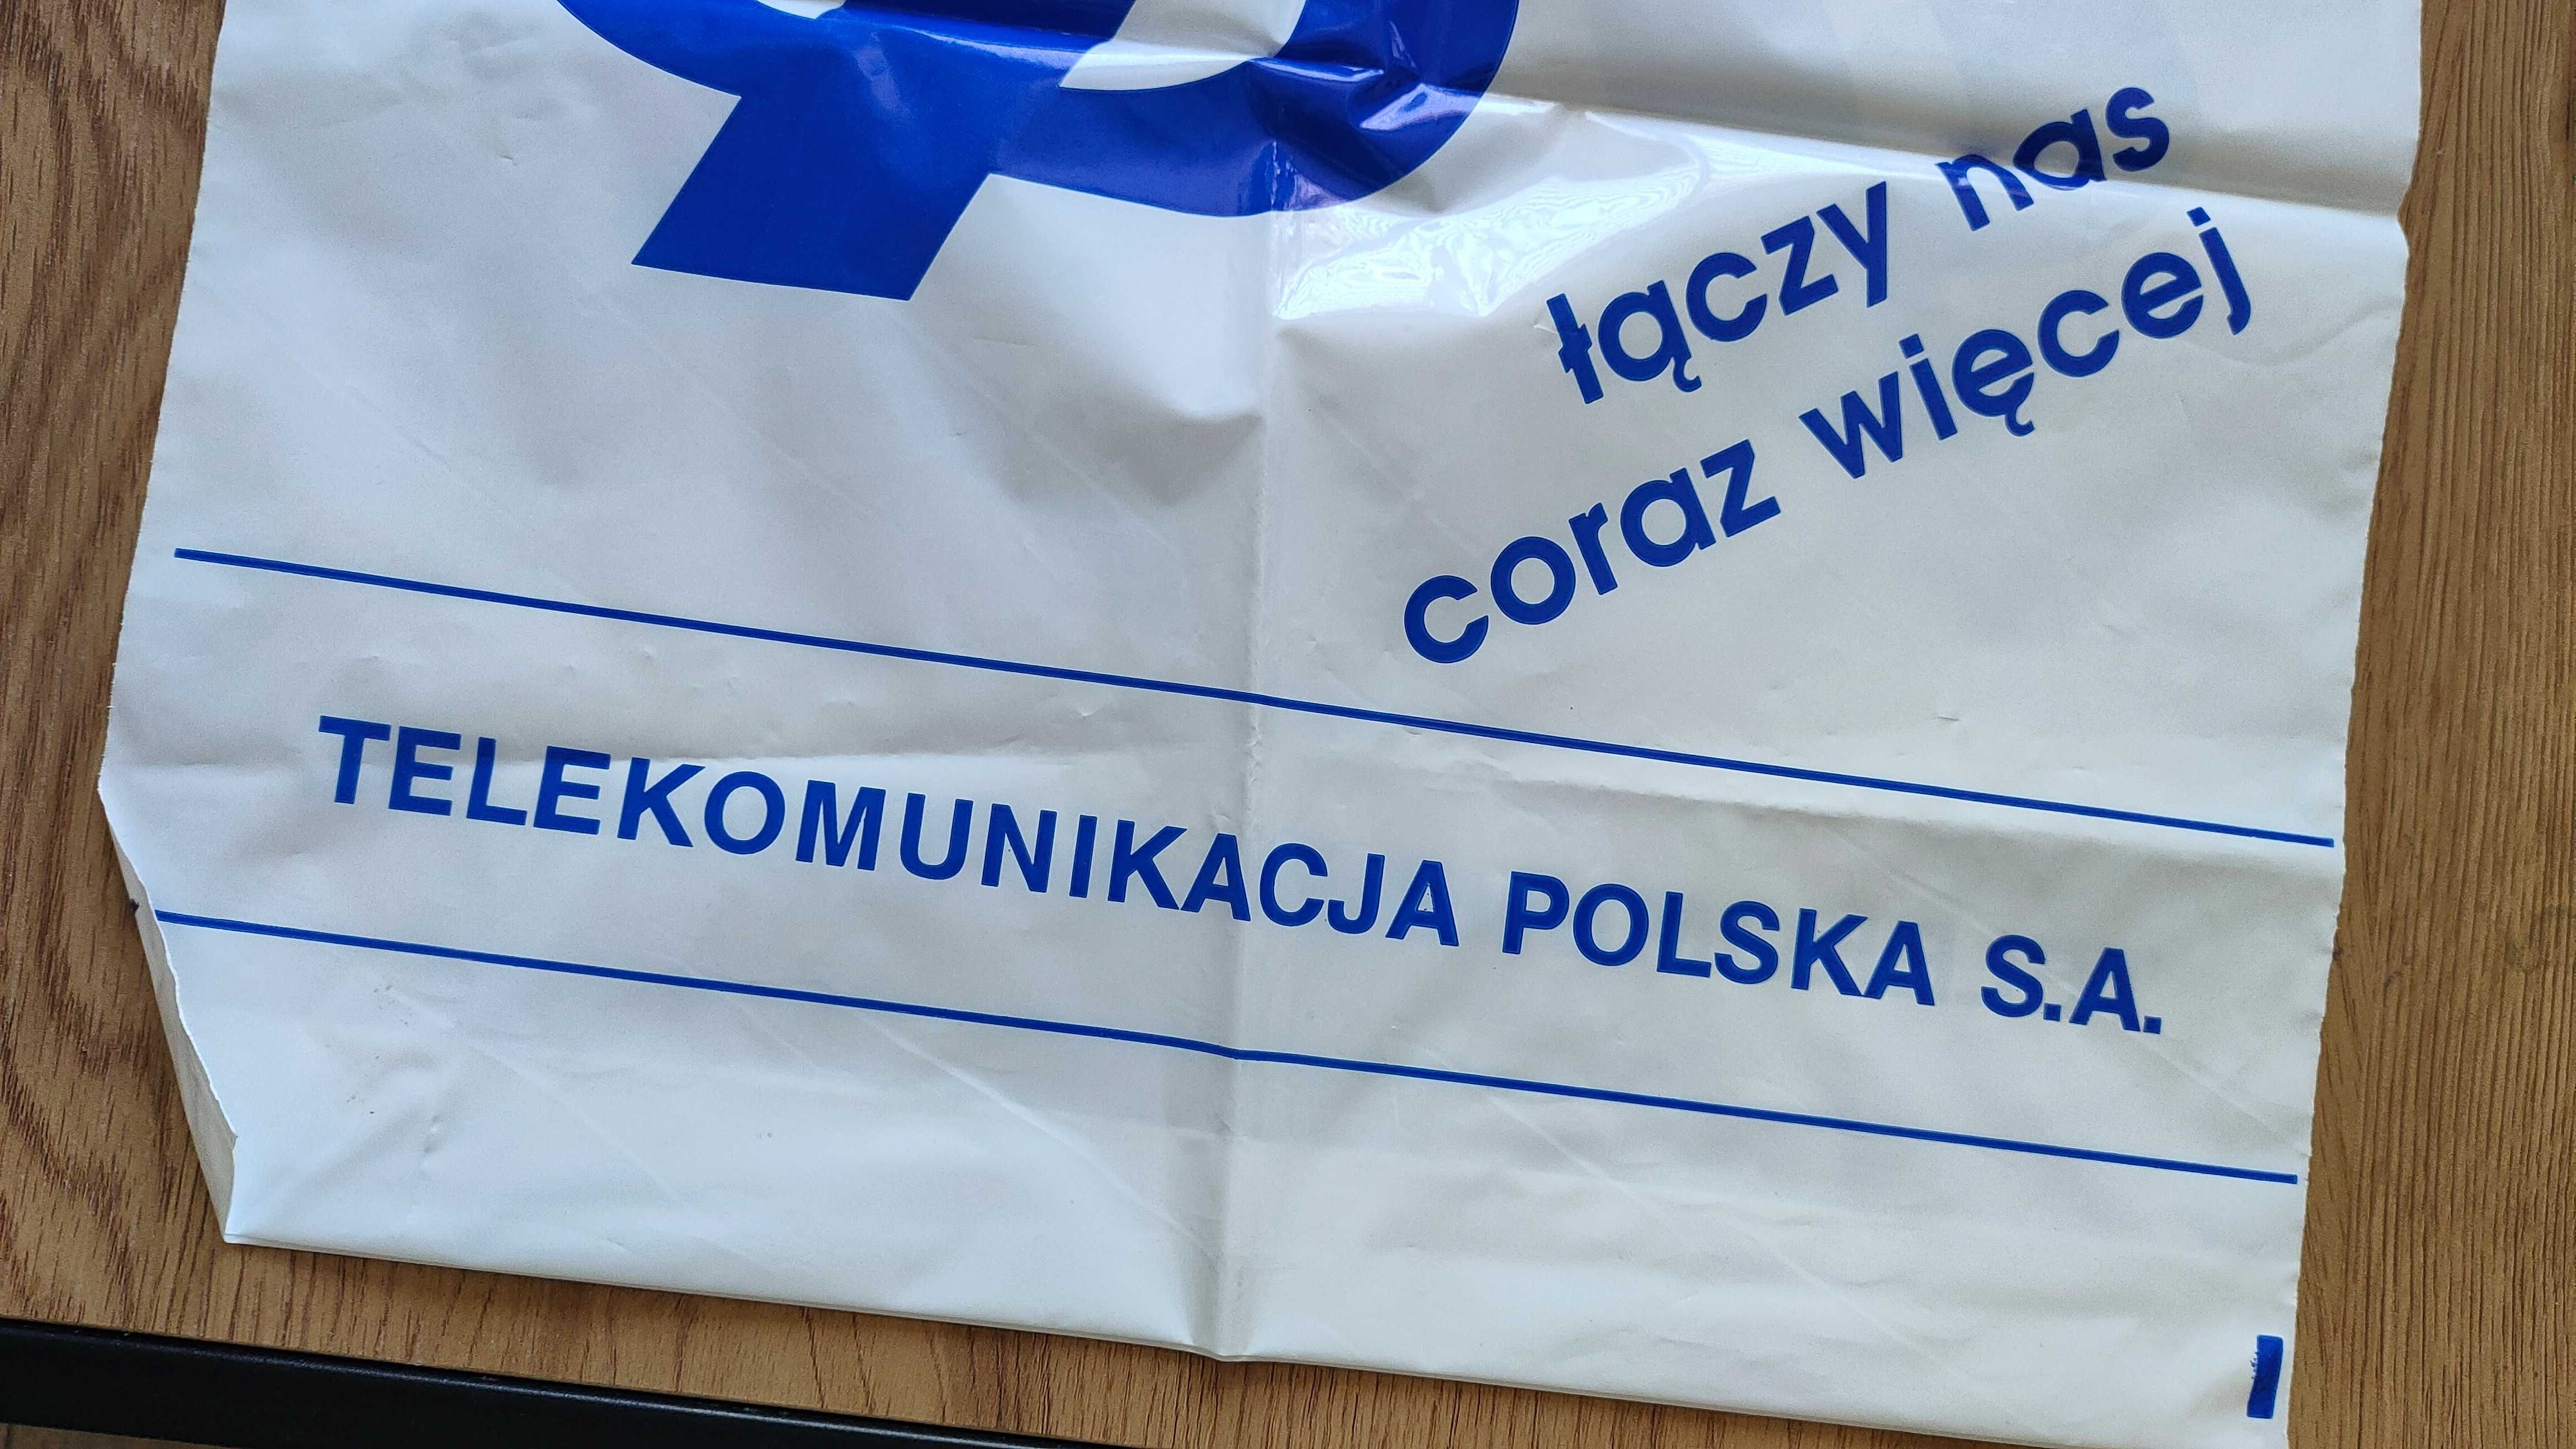 łączy nas
coraz więcej
TELEKOMUNIKACJA POLSKA S.A.